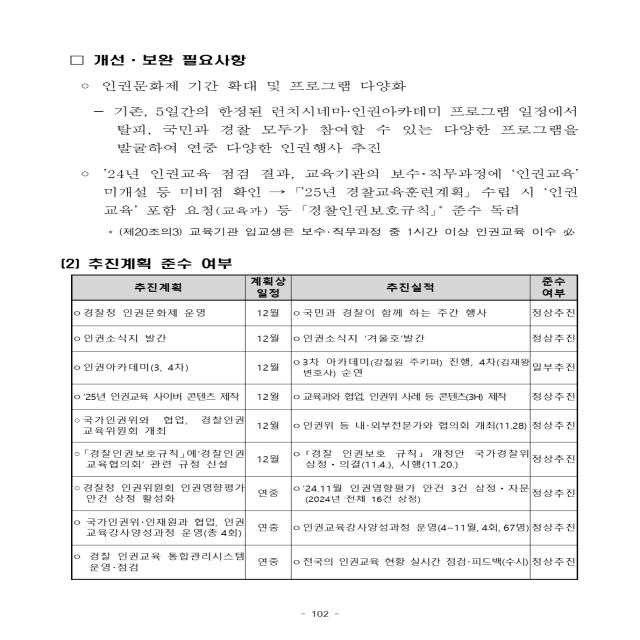 □ 개선・보완 필요사항
○ 인권문화제 기간 확대 및 프로그램 다양화
－ 기존, 5일간의 한정된 런치시네마·인권아카데미 프로그램 일정에서
탈피, 국민과 경찰 모두가 참여할 수 있는 다양한 프로그램을
발굴하여 연중 다양한 인권행사 추진
○ ’24년 인권교육 점검 결과, 교육기관의 보수·직무과정에 ‘인권교육’
미개설 등 미비점 확인 → 「’25년 경찰교육훈련계획」 수립 시 ‘인권
교육’ 포함 요청(교육과) 등 「경찰인권보호규칙」* 준수 독려
* (제20조의3) 교육기관 입교생은 보수·직무과정 중 1시간 이상 인권교육 이수 必
(2) 추진계획 준수 여부
추진계획 계획상 일정 추진실적 준수 여부
○경찰청 인권문화제 운영 12월 ○국민과 경찰이 함께 하는 주간 행사 정상추진
○인권소식지 발간 12월 ○인권소식지 ‘겨울호’발간 정상추진
○인권아카데미(3, 4차) 12월 ○3차 아카데미(강절원 주키퍼) 진행, 4차(김재왕 변호사) 순연 일부추진
○’25년 인권교육 사이버 콘텐츠 제작 12월 ○교육과와 협업, 인권위 사례 등 콘텐츠(3H) 제작 정상추진
○국가인권위와 협업, 경찰인권교육위원회 개최 12월 ○인권위 등 내·외부전문가와 협의회 개최(11.28) 정상추진
○「경찰인권보호규칙」에‘경찰인권교육협의회’ 관련 규정 신설 12월 ○「경찰 인권보호 규칙」 개정안 국가경찰위 상정・의결(11.4.), 시행(11.20.) 정상추진
○경찰청 인권위원회 인권영향평가 안건 상정 활성화 연중 ○’24.11월 인권영향평가 안건 3건 상정・자문 (2024년 전체 16건 상정) 정상추진
○ 국가인권위·인재원과 협업, 인권교육강사양성과정 운영(총 4회) 연중 ○인권교육강사양성과정 운영(4~11월, 4회, 67명) 정상추진
○ 경찰 인권교육 통합관리시스템 운영·점검 연중 ○전국의 인권교육 현황 실시간 점검·피드백(수시) 정상추진
- 102 -